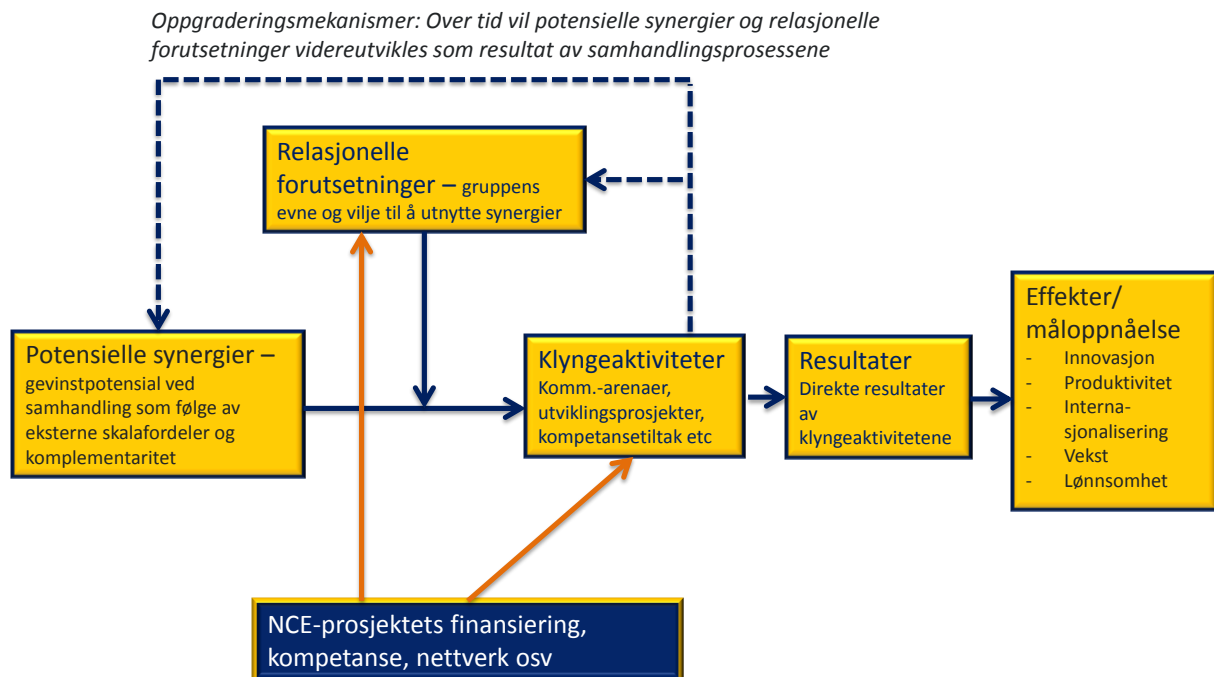 Oppgraderingsmekanismer: Over tid vil potensielle synergier og relasjonelle
forutsetninger videreutvikles som resultat av samhandlingsprosessene
Relasjonelle
forutsetninger – gruppens
evne og vilje til å utnytte synergier
Potensielle synergier –
gevinstpotensial ved
samhandling som følge av
eksterne skalafordeler og
komplementaritet
Klyngeaktiviteter
Komm.-arenaer,
utviklingsprosjekter,
kompetansetiltak etc
Resultater
Direkte resultater
av
klyngeaktivitetene
Effekter/
måloppnåelse
- Innovasjon
- Produktivitet
- Interna-
sjonalisering
- Vekst
- Lønnsomhet
NCE-prosjektets finansiering,
kompetanse, nettverk osv